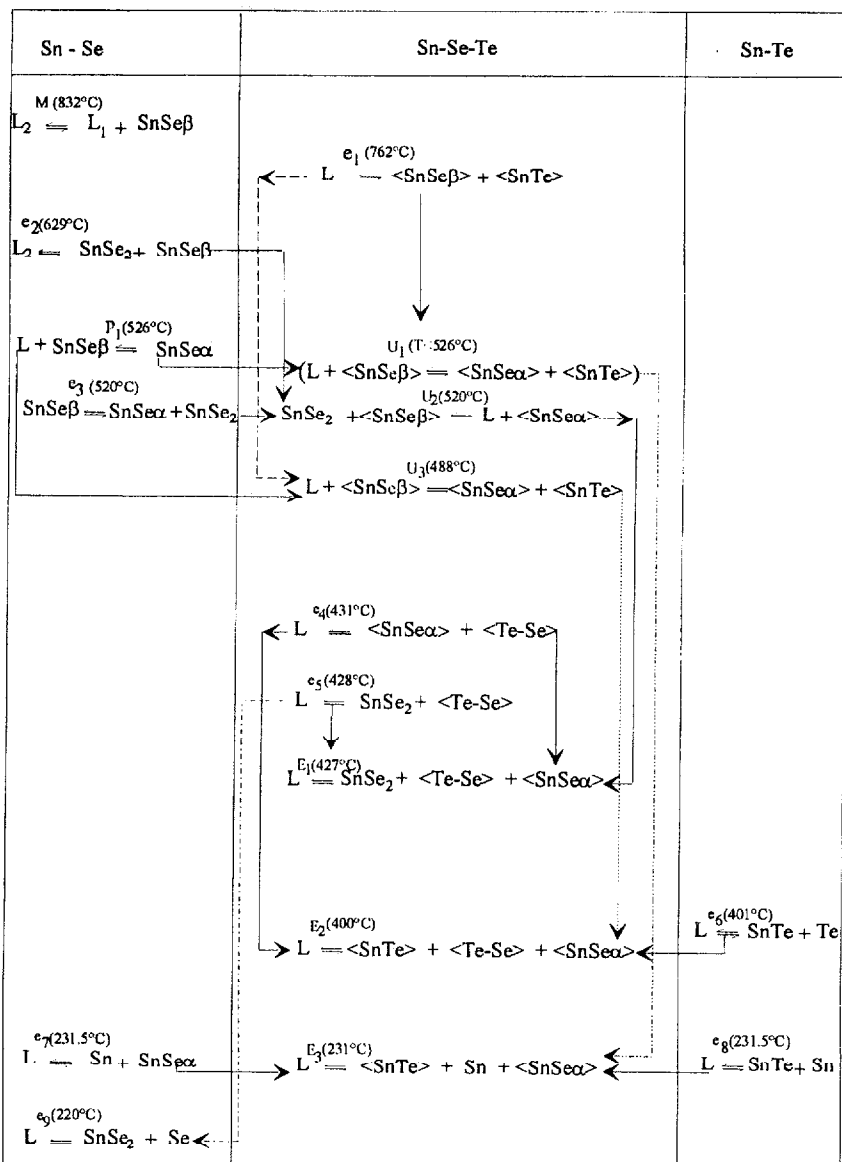 Sn - Se Sn-Se-Te Sn-Te
M (832°C)
L₂ ⇌ L₁ + SnSeβ
e₁ (762°C)
L — <SnSeβ> + <SnTe>
e₂(629°C)
L₂ ⇌ SnSe₂ + SnSeβ
P₁(526°C)
L + SnSeβ ⇌ SnSeα
U₁ (T 526°C)
(L + <SnSeβ> = <SnSeα> + <SnTe>)
e₃ (520°C)
SnSeβ = SnSeα + SnSe₂
U₂(520°C)
SnSe₂ + <SnSeβ> — L + <SnSeα>
U₃(488°C)
L + <SnSeβ> = <SnSeα> + <SnTe>
e₄(431°C)
L = <SnSeα> + <Te-Se>
e₅(428°C)
L = SnSe₂ + <Te-Se>
E₁(427°C)
L = SnSe₂ + <Te-Se> + <SnSeα>
E₂(400°C)
L = <SnTe> + <Te-Se> + <SnSeα>
e₆(401°C)
L ⇌ SnTe + Te
e₇(231.5°C)
L — Sn + SnSeα
E₃(231°C)
L = <SnTe> + Sn + <SnSeα>
e₈(231.5°C)
L = SnTe + Sn
e₉(220°C)
L = SnSe₂ + Se